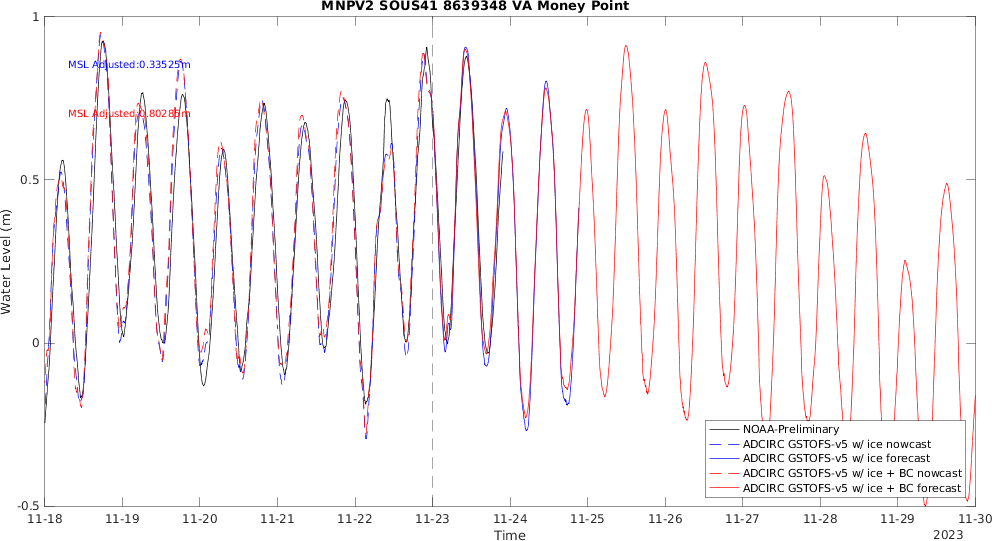 MNPV2 SOUS41 8639348 VA Money Point
MSL Adjusted:0.33525m
MSL Adjusted:0.80285m
Water Level (m)
1
0.5
0
-0.5
11-18 11-19 11-20 11-21 11-22 11-23 11-24 11-25 11-26 11-27 11-28 11-29 11-30
Time
2023
NOAA-Preliminary
ADCIRC GSTOFS-v5 w/ ice nowcast
ADCIRC GSTOFS-v5 w/ ice forecast
ADCIRC GSTOFS-v5 w/ ice + BC nowcast
ADCIRC GSTOFS-v5 w/ ice + BC forecast